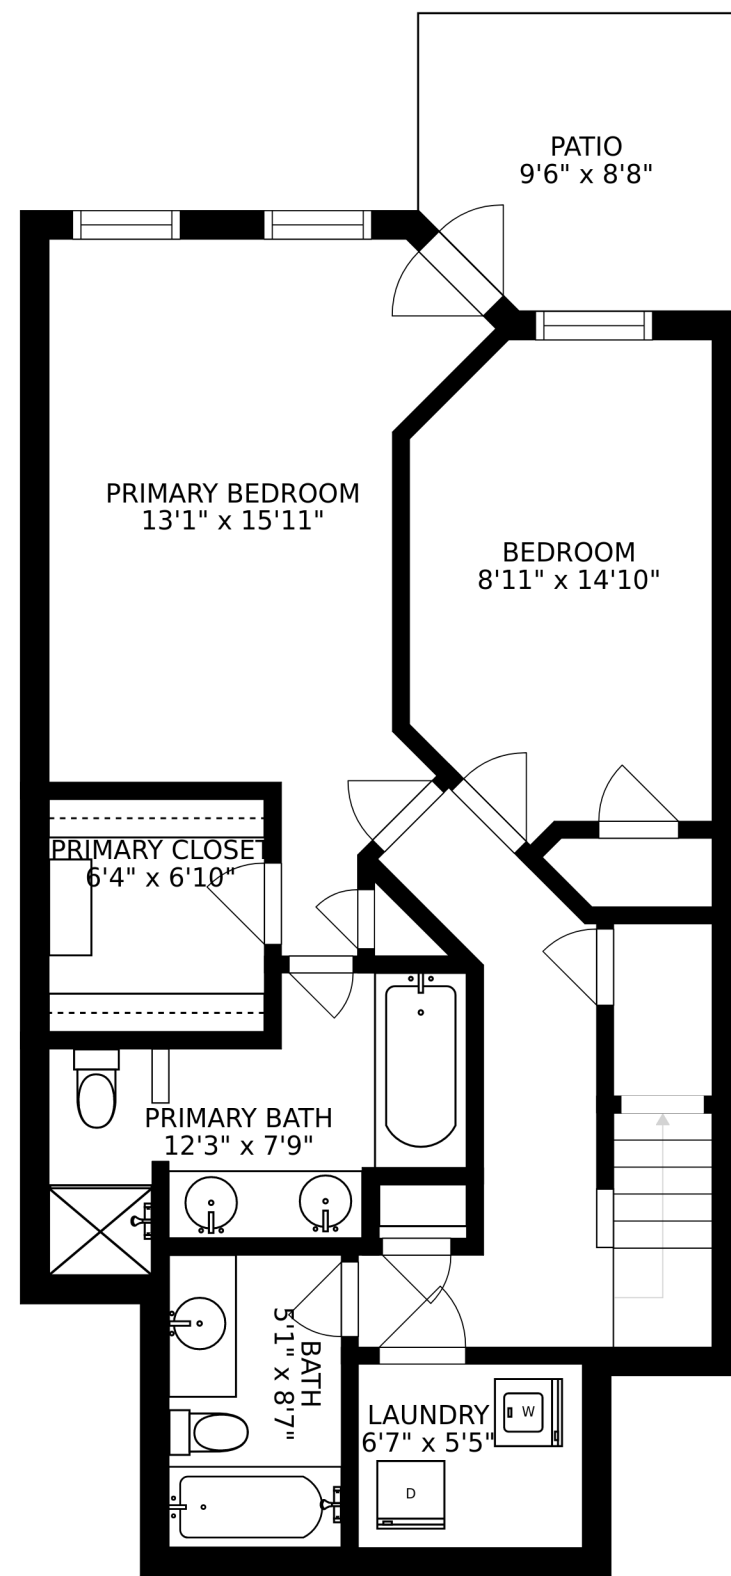 PATIO
9'6" x 8'8"
PRIMARY BEDROOM
13'1" x 15'11"
BEDROOM
8'11" x 14'10"
PRIMARY CLOSET
6'4" x 6'10"
PRIMARY BATH
12'3" x 7'9"
BATH
5'1" x 8'7"
LAUNDRY
6'7" x 5'5"
W
D